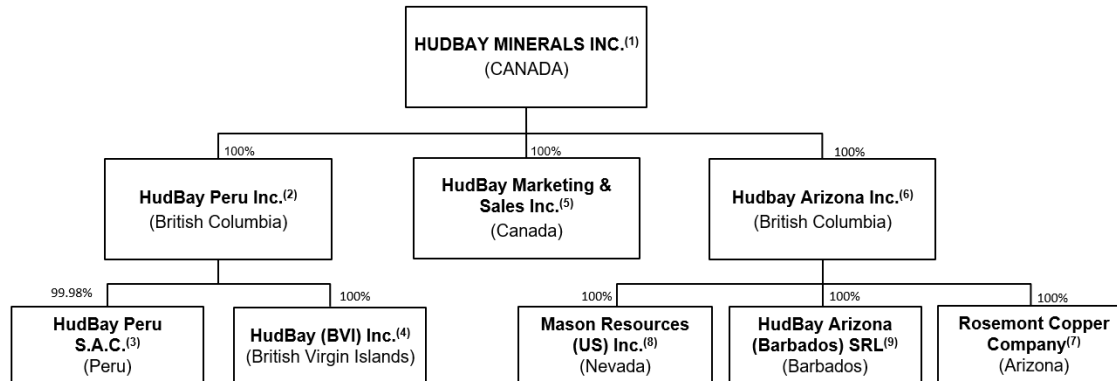 HUDBAY MINERALS INC.(1)
(CANADA)
100%
100%
100%
HudBay Peru Inc.(2)
(British Columbia)
HudBay Marketing &
Sales Inc.(5)
(Canada)
Hudbay Arizona Inc.(6)
(British Columbia)
99.98%
100%
100%
100%
100%
HudBay Peru
S.A.C.(3)
(Peru)
HudBay (BVI) Inc.(4)
(British Virgin Islands)
Mason Resources
(US) Inc.(8)
(Nevada)
HudBay Arizona
(Barbados) SRL(9)
(Barbados)
Rosemont Copper
Company(7)
(Arizona)